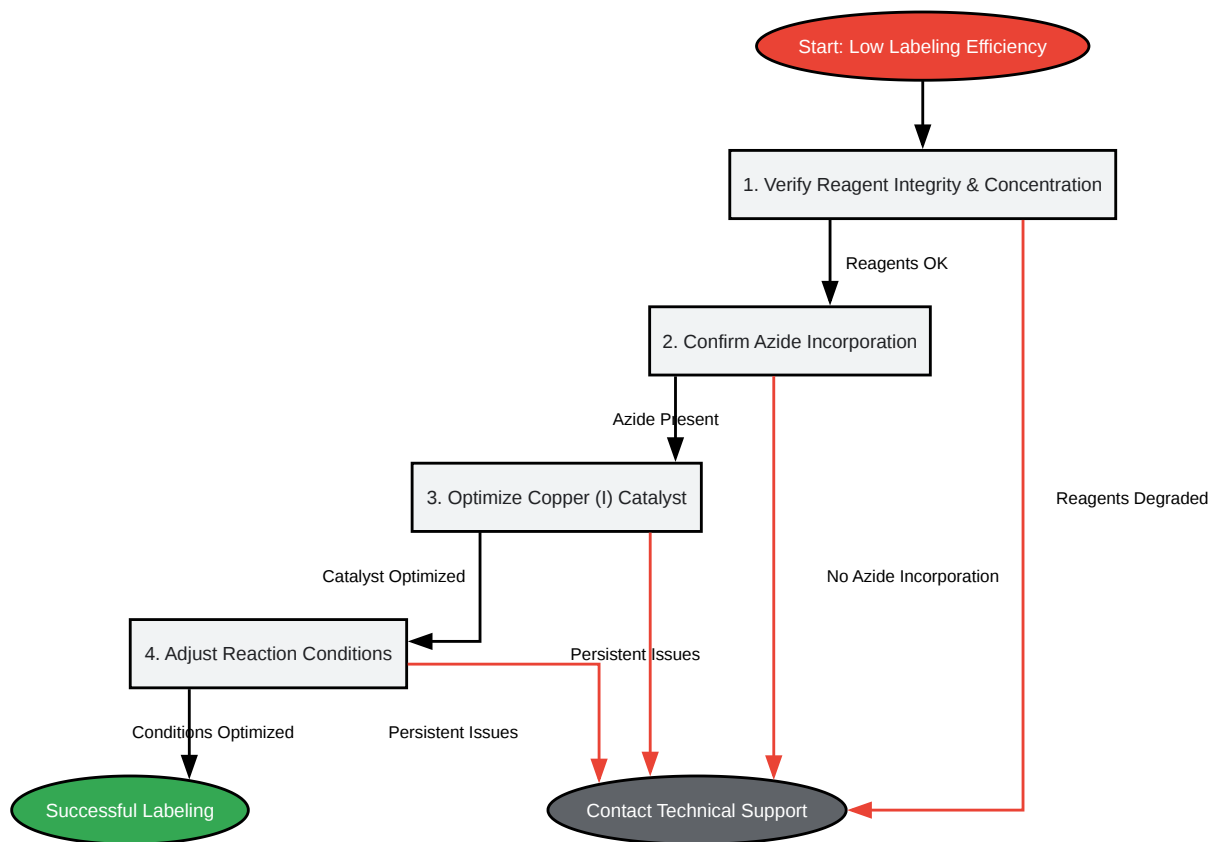 Start: Low Labeling Efficiency
1. Verify Reagent Integrity & Concentration
Reagents OK
2. Confirm Azide Incorporation
Azide Present
3. Optimize Copper (I) Catalyst
Reagents Degraded
Catalyst Optimized
No Azide Incorporation
4. Adjust Reaction Conditions
Persistent Issues
Conditions Optimized
Persistent Issues
Successful Labeling
Contact Technical Support